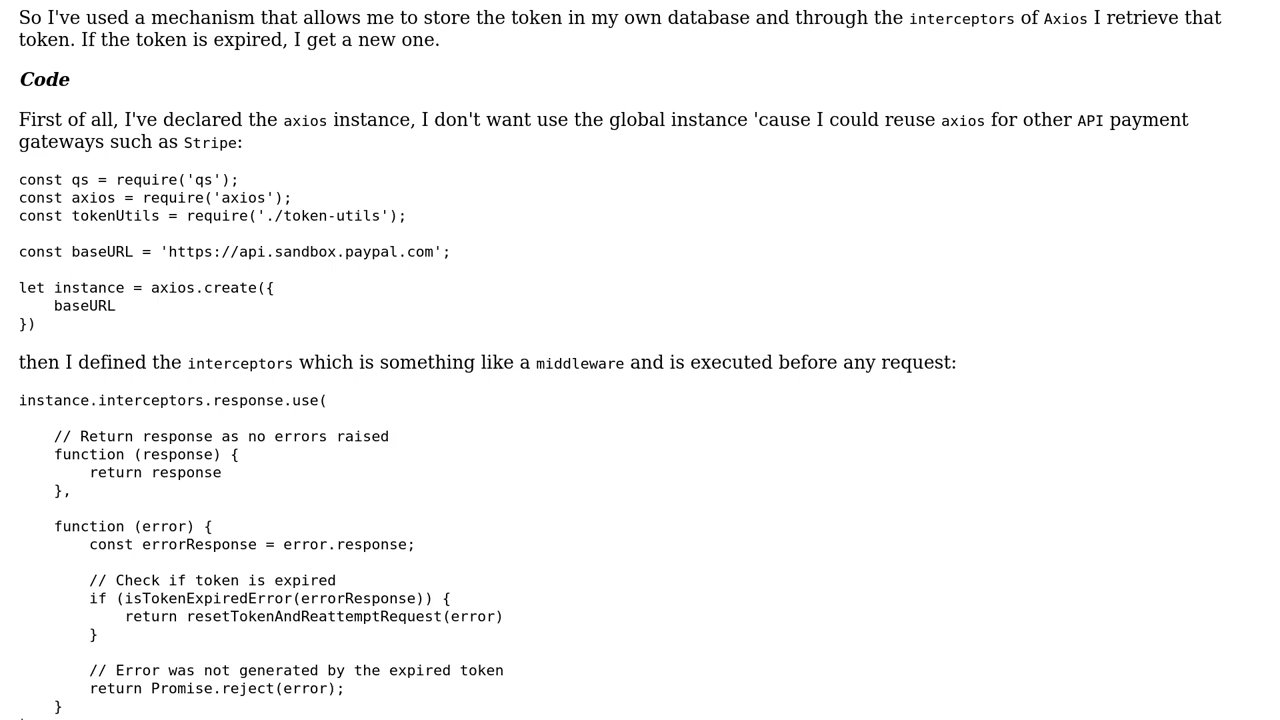 So I've used a mechanism that allows me to store the token in my own database and through the interceptors of Axios I retrieve that
token. If the token is expired, I get a new one.
Code
First of all, I've declared the axios instance, I don't want use the global instance 'cause I could reuse axios for other API payment
gateways such as Stripe:
const qs = require('qs');
const axios = require('axios');
const tokenUtils = require('./token-utils');
const baseURL = 'https://api.sandbox.paypal.com';
let instance = axios.create({
    baseURL
})
then I defined the interceptors which is something like a middleware and is executed before any request:
instance.interceptors.response.use(
    // Return response as no errors raised
    function (response) {
        return response
    },
    function (error) {
        const errorResponse = error.response;
        // Check if token is expired
        if (isTokenExpiredError(errorResponse)) {
            return resetTokenAndReattemptRequest(error)
        }
        // Error was not generated by the expired token
        return Promise.reject(error);
    }